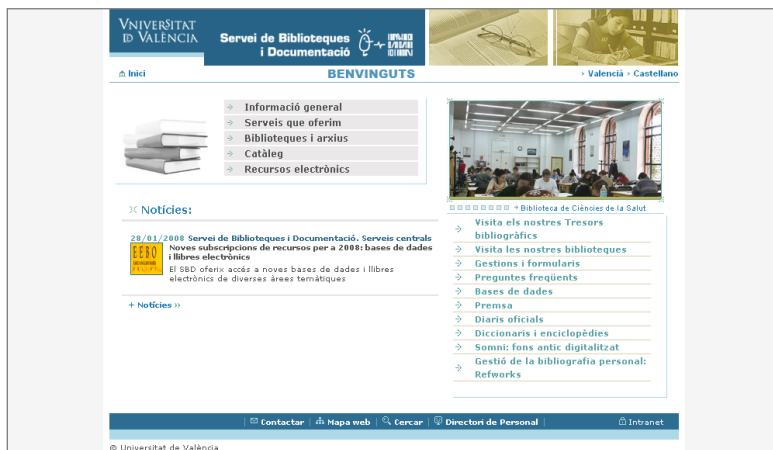 VNIVERSITAT
ID VALÈNCIA
Servei de Biblioteques
i Documentació
Inici
BENVINGUTS
Valencià
Castellano
Informació general
Serveis que oferim
Biblioteques i arxius
Catàleg
Recursos electrònics
Notícies:
28/01/2008 Servei de Biblioteques i Documentació. Serveis centrals
EEBO
Noves subscripcions de recursos per a 2008: bases de dades
i llibres electrònics
El SBD oferix accés a noves bases de dades i llibres
electrònics de diverses àrees temàtiques
+ Notícies »
Biblioteca de Ciències de la Salut
Visita els nostres Tresors
bibliogràfics
Visita les nostres biblioteques
Gestions i formularis
Preguntes freqüents
Bases de dades
Premsa
Diaris oficials
Diccionaris i enciclopèdies
Somni: fons antic digitalitzat
Gestió de la bibliografia personal:
Refworks
| Contactar | Mapa web | Cercar | Directori de Personal |
Intranet
© Universitat de València